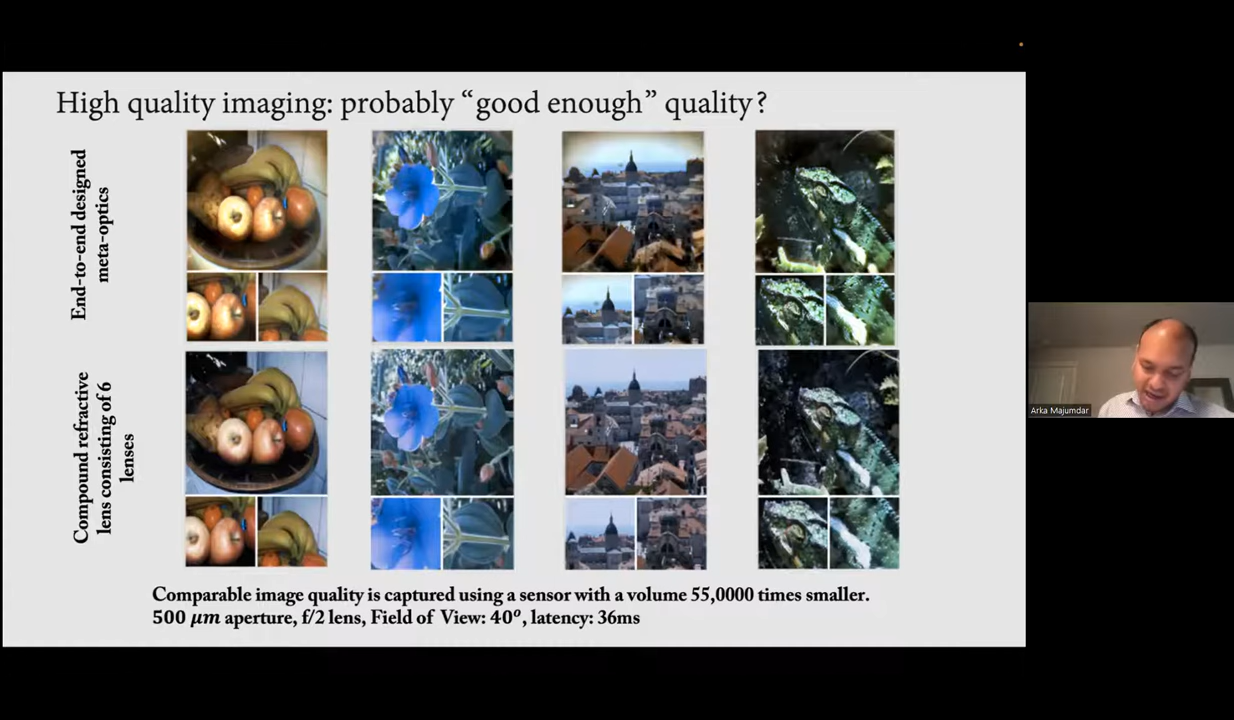 High quality imaging: probably “good enough” quality?
End-to-end designed
meta-optics
Compound refractive
lens consisting of 6
lenses
Comparable image quality is captured using a sensor with a volume 55,0000 times smaller.
500 μm aperture, f/2 lens, Field of View: 40⁰, latency: 36ms
Arka Majumdar